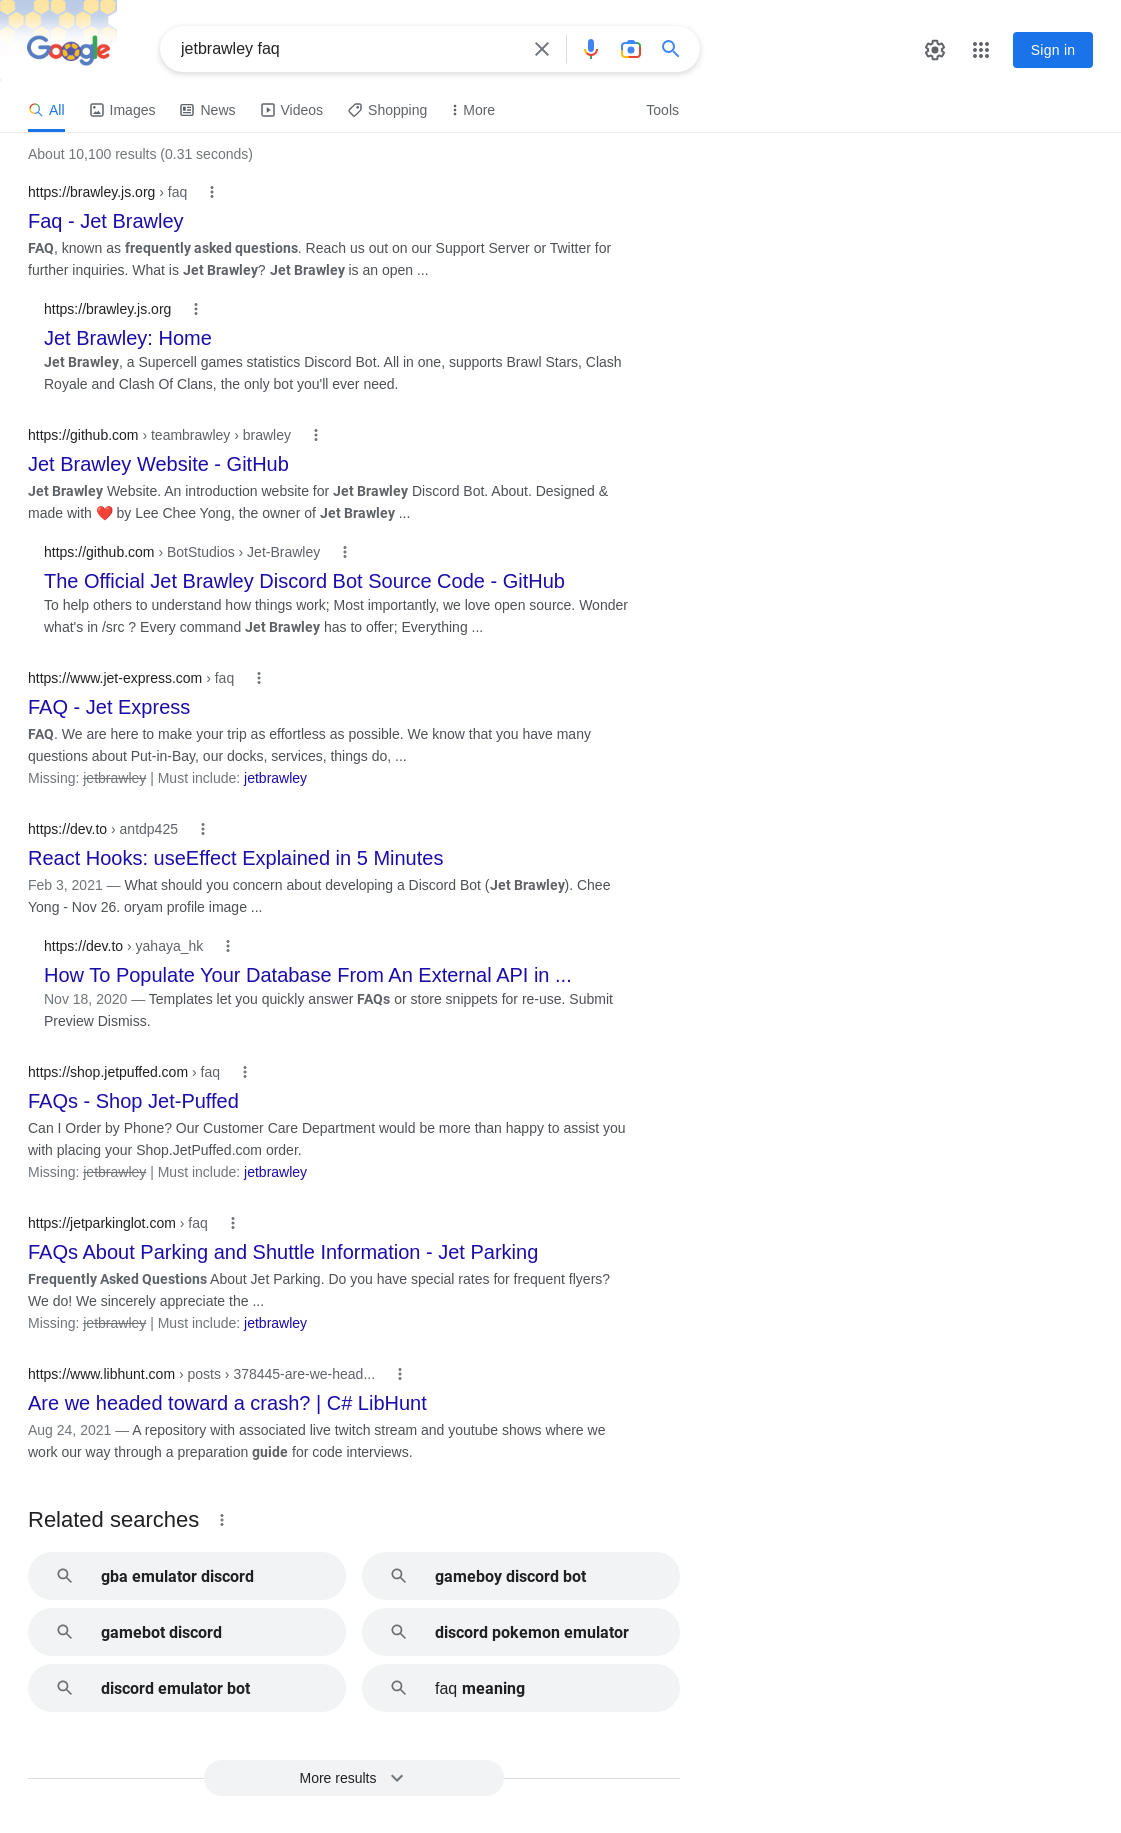 Google
jetbrawley faq
Sign in
All
Images
News
Videos
Shopping
More
Tools
About 10,100 results (0.31 seconds)
https://brawley.js.org › faq
Faq - Jet Brawley
FAQ, known as frequently asked questions. Reach us out on our Support Server or Twitter for
further inquiries. What is Jet Brawley? Jet Brawley is an open ...
https://brawley.js.org
Jet Brawley: Home
Jet Brawley, a Supercell games statistics Discord Bot. All in one, supports Brawl Stars, Clash
Royale and Clash Of Clans, the only bot you'll ever need.
https://github.com › teambrawley › brawley
Jet Brawley Website - GitHub
Jet Brawley Website. An introduction website for Jet Brawley Discord Bot. About. Designed &
made with ❤️ by Lee Chee Yong, the owner of Jet Brawley ...
https://github.com › BotStudios › Jet-Brawley
The Official Jet Brawley Discord Bot Source Code - GitHub
To help others to understand how things work; Most importantly, we love open source. Wonder
what's in /src ? Every command Jet Brawley has to offer; Everything ...
https://www.jet-express.com › faq
FAQ - Jet Express
FAQ. We are here to make your trip as effortless as possible. We know that you have many
questions about Put-in-Bay, our docks, services, things do, ...
Missing: jetbrawley | Must include: jetbrawley
https://dev.to › antdp425
React Hooks: useEffect Explained in 5 Minutes
Feb 3, 2021 — What should you concern about developing a Discord Bot (Jet Brawley). Chee
Yong - Nov 26. oryam profile image ...
https://dev.to › yahaya_hk
How To Populate Your Database From An External API in ...
Nov 18, 2020 — Templates let you quickly answer FAQs or store snippets for re-use. Submit
Preview Dismiss.
https://shop.jetpuffed.com › faq
FAQs - Shop Jet-Puffed
Can I Order by Phone? Our Customer Care Department would be more than happy to assist you
with placing your Shop.JetPuffed.com order.
Missing: jetbrawley | Must include: jetbrawley
https://jetparkinglot.com › faq
FAQs About Parking and Shuttle Information - Jet Parking
Frequently Asked Questions About Jet Parking. Do you have special rates for frequent flyers?
We do! We sincerely appreciate the ...
Missing: jetbrawley | Must include: jetbrawley
https://www.libhunt.com › posts › 378445-are-we-head...
Are we headed toward a crash? | C# LibHunt
Aug 24, 2021 — A repository with associated live twitch stream and youtube shows where we
work our way through a preparation guide for code interviews.
Related searches
gba emulator discord
gameboy discord bot
gamebot discord
discord pokemon emulator
discord emulator bot
faq meaning
More results